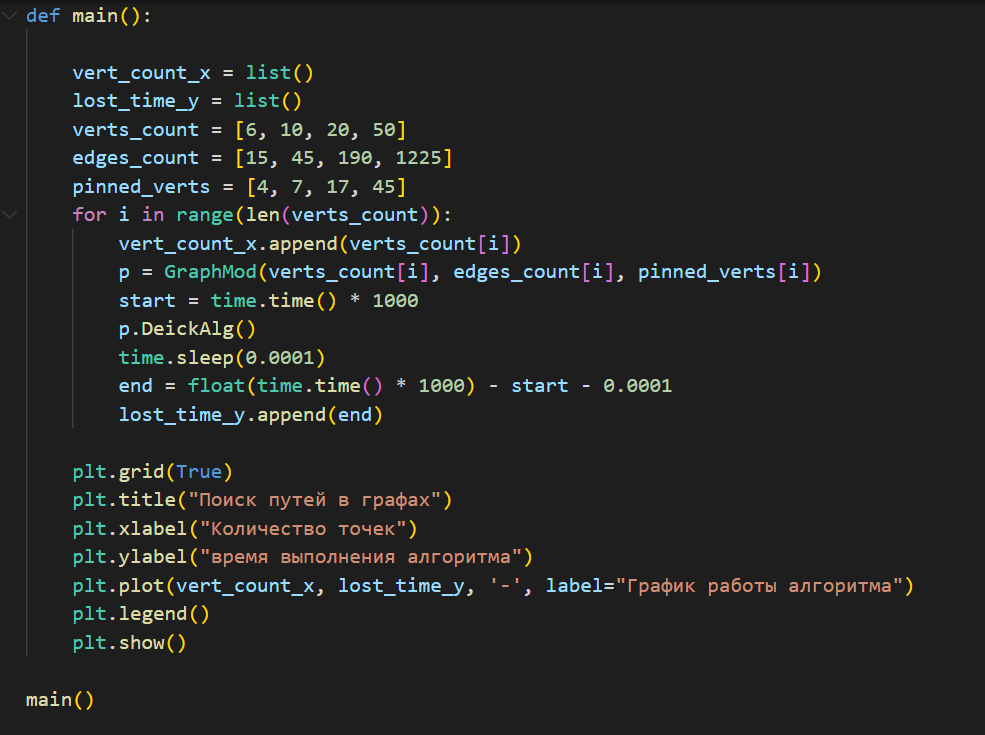 def main():
vert_count_x = list()
lost_time_y = list()
verts_count = [6, 10, 20, 50]
edges_count = [15, 45, 190, 1225]
pinned_verts = [4, 7, 17, 45]
for i in range(len(verts_count)):
vert_count_x.append(verts_count[i])
p = GraphMod(verts_count[i], edges_count[i], pinned_verts[i])
start = time.time() * 1000
p.DeickAlg()
time.sleep(0.0001)
end = float(time.time() * 1000) - start - 0.0001
lost_time_y.append(end)
plt.grid(True)
plt.title("Поиск путей в графах")
plt.xlabel("Количество точек")
plt.ylabel("время выполнения алгоритма")
plt.plot(vert_count_x, lost_time_y, '-', label="График работы алгоритма")
plt.legend()
plt.show()
main()